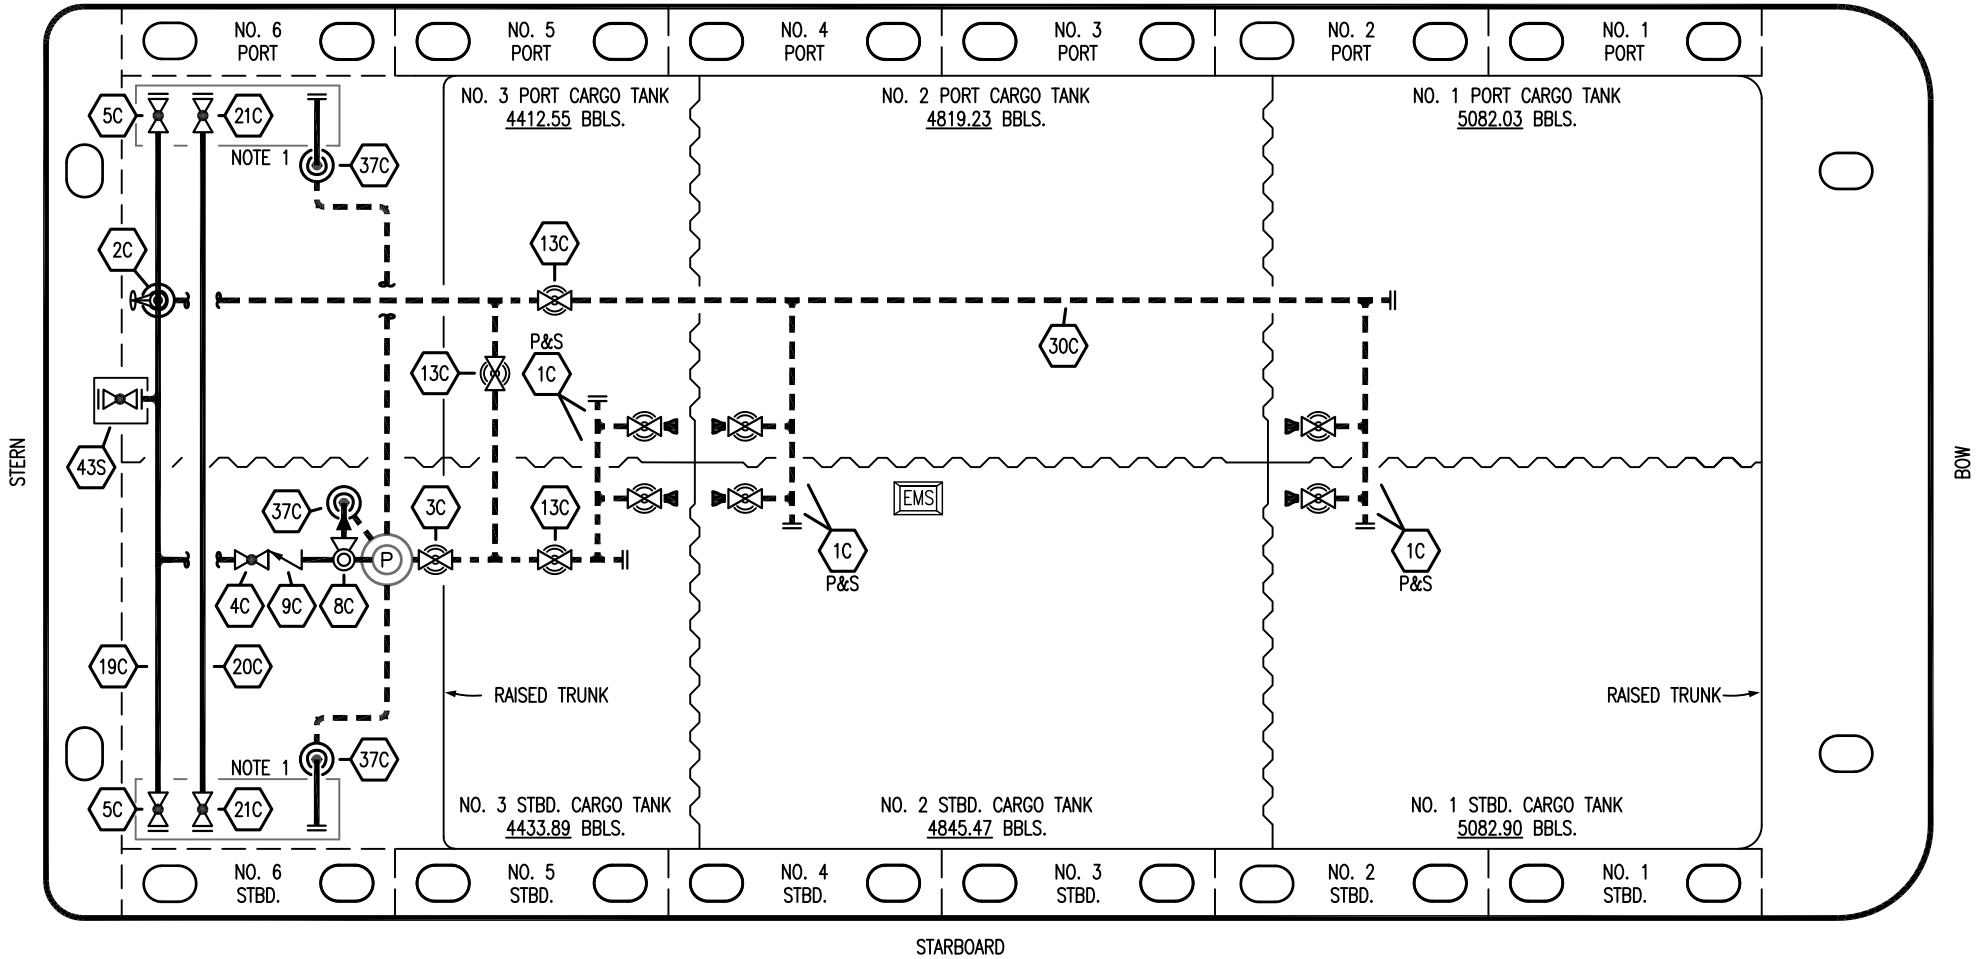 NO. 6
PORT
NO. 5
PORT
NO. 4
PORT
NO. 3
PORT
NO. 2
PORT
NO. 1
PORT
NO. 3 PORT CARGO TANK
4412.55 BBLS.
NO. 2 PORT CARGO TANK
4819.23 BBLS.
NO. 1 PORT CARGO TANK
5082.03 BBLS.
5C
21C
NOTE 1
37C
2C
13C
30C
P&S
1C
13C
43S
STERN
BOW
37C
3C
13C
EMS
P
1C
P&S
1C
P&S
4C
9C
8C
19C
20C
RAISED TRUNK
RAISED TRUNK
NOTE 1
37C
5C
21C
NO. 3 STBD. CARGO TANK
4433.89 BBLS.
NO. 2 STBD. CARGO TANK
4845.47 BBLS.
NO. 1 STBD. CARGO TANK
5082.90 BBLS.
NO. 6
STBD.
NO. 5
STBD.
NO. 4
STBD.
NO. 3
STBD.
NO. 2
STBD.
NO. 1
STBD.
STARBOARD